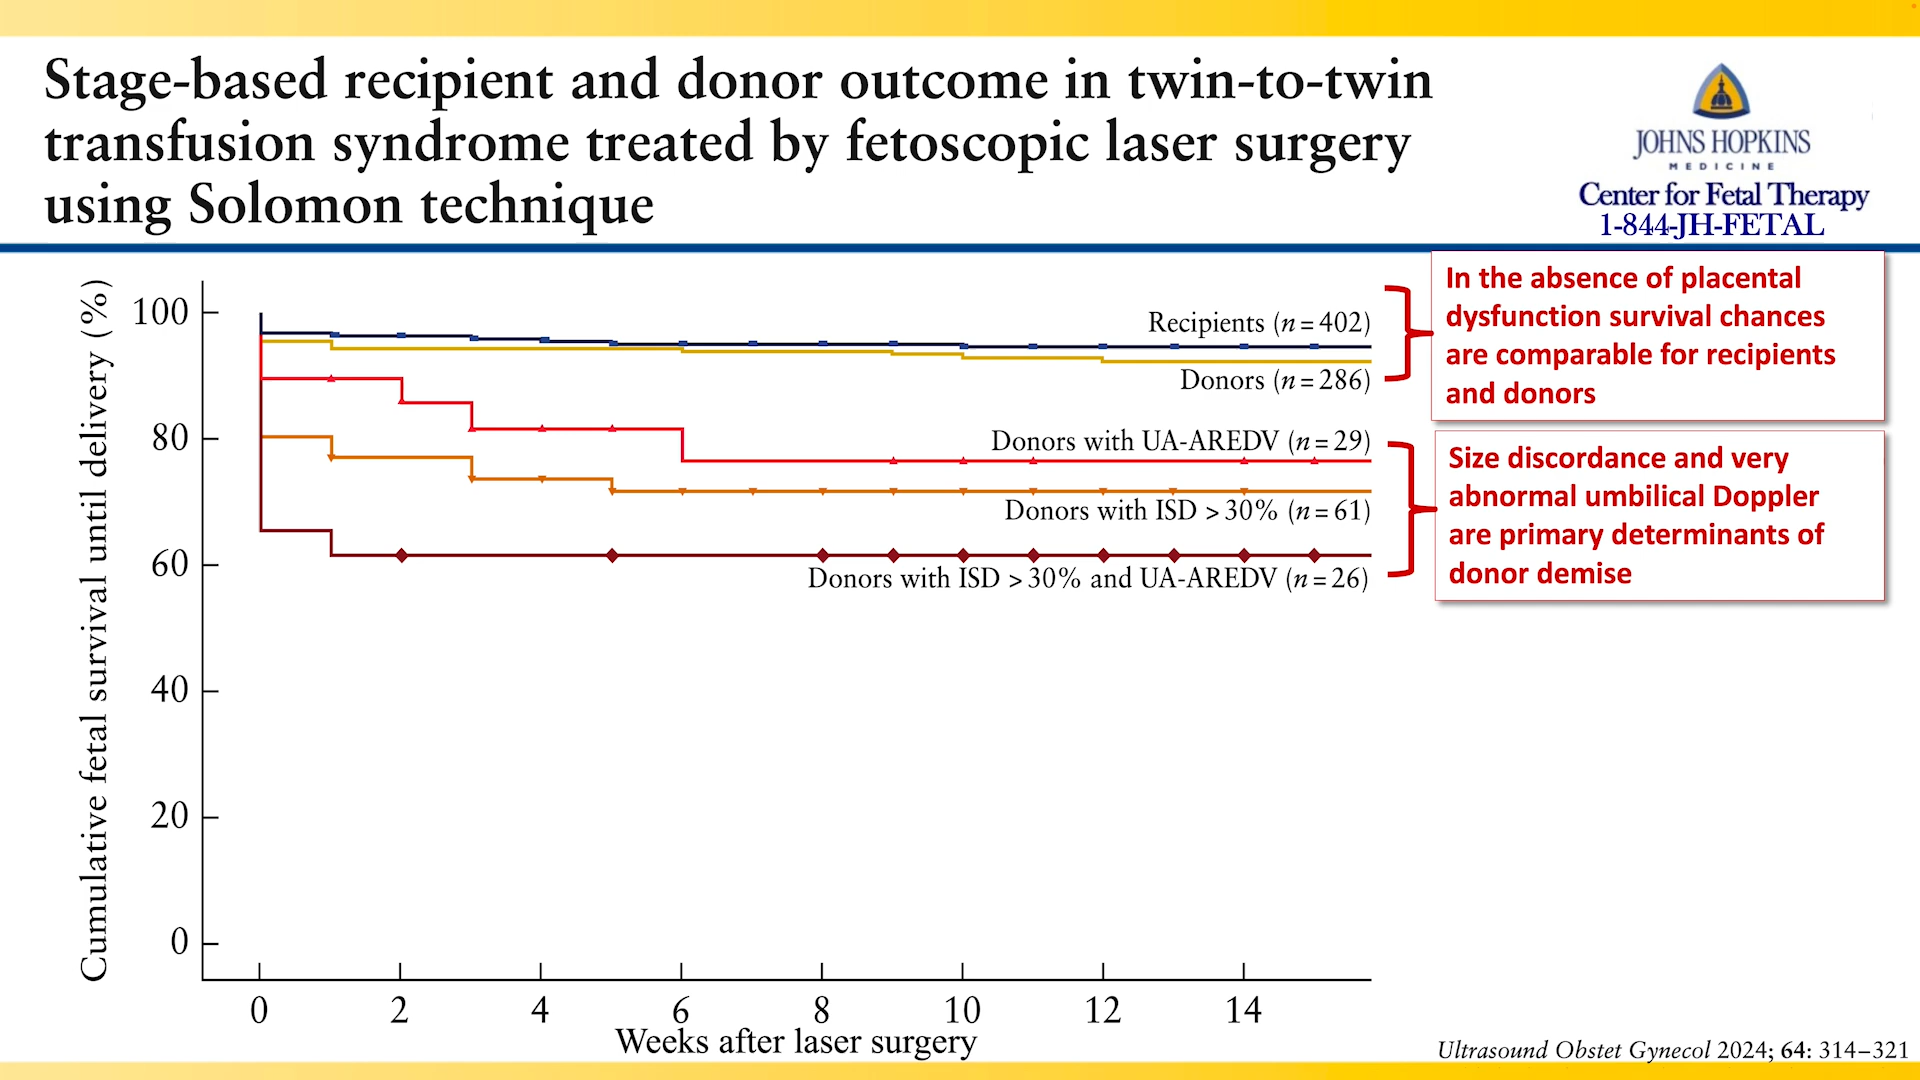 Stage-based recipient and donor outcome in twin-to-twin
transfusion syndrome treated by fetoscopic laser surgery
using Solomon technique
JOHNS HOPKINS
MEDICINE
Center for Fetal Therapy
1-844-JH-FETAL
Cumulative fetal survival until delivery (%)
100
80
60
40
20
0
Recipients (n = 402)
Donors (n = 286)
Donors with UA-AREDV (n = 29)
Donors with ISD > 30% (n = 61)
Donors with ISD > 30% and UA-AREDV (n = 26)
In the absence of placental
dysfunction survival chances
are comparable for recipients
and donors
Size discordance and very
abnormal umbilical Doppler
are primary determinants of
donor demise
0 2 4 6 8 10 12 14
Weeks after laser surgery
Ultrasound Obstet Gynecol 2024; 64: 314–321